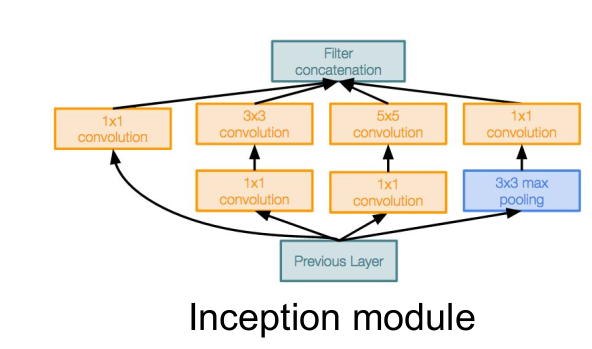 Filter
concatenation
1x1
convolution
3x3
convolution
5x5
convolution
1x1
convolution
1x1
convolution
1x1
convolution
3x3 max
pooling
Previous Layer
Inception module